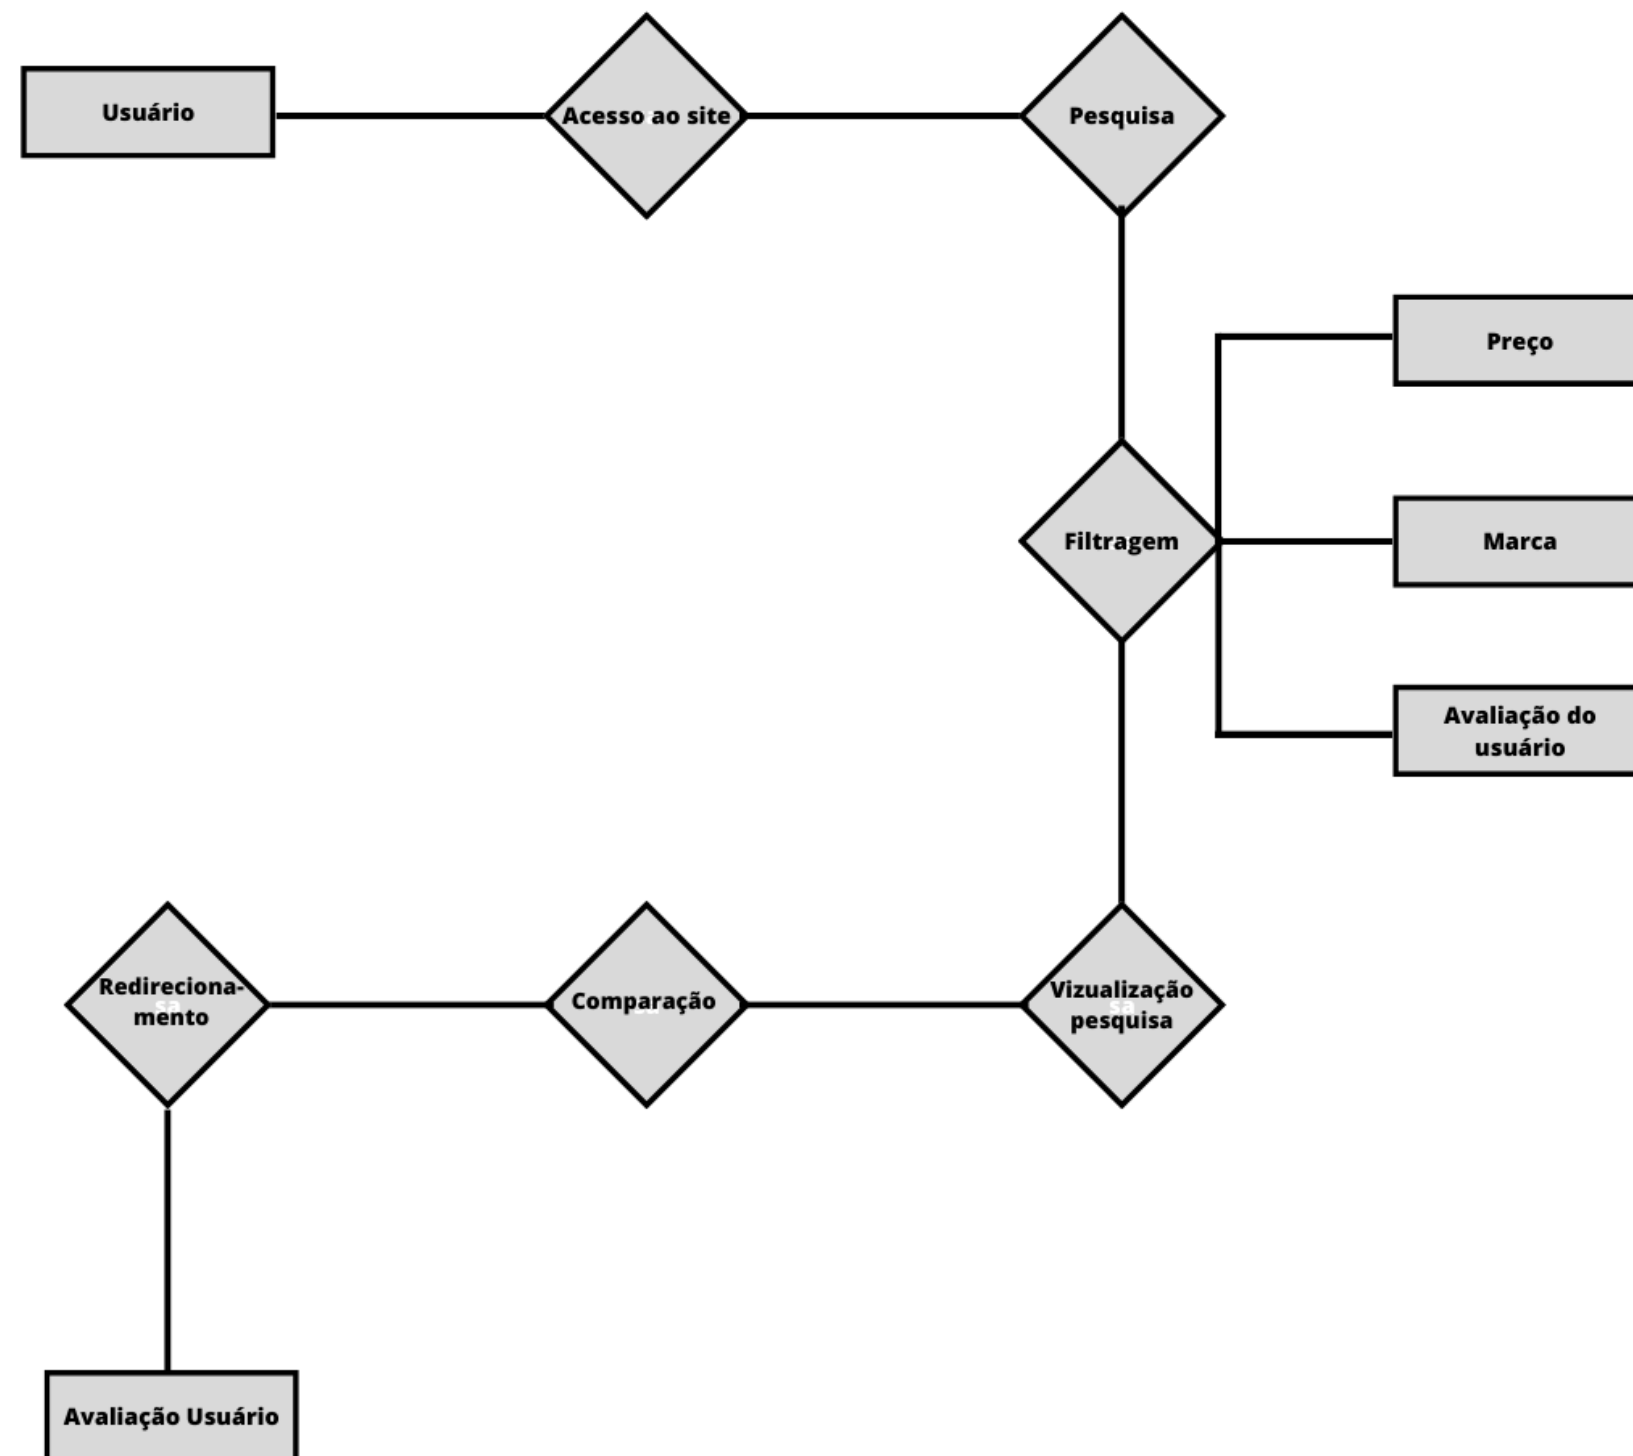 Usuário
Acesso ao site
Pesquisa
Preço
Filtragem
Marca
Avaliação do
usuário
Redireciona-
mento
Comparação
Vizualização
pesquisa
Avaliação Usuário